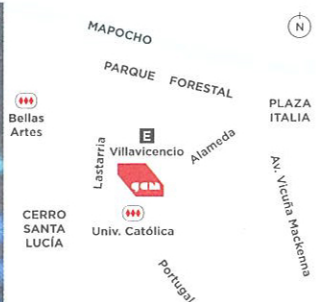 N
MAPOCHO
PARQUE FORESTAL
Bellas
Artes
PLAZA
ITALIA
E
Villavicencio
Alameda
Lastarria
GAM
CERRO
SANTA
LUCÍA
Univ. Católica
Av. Vicuña Mackenna
Portugal